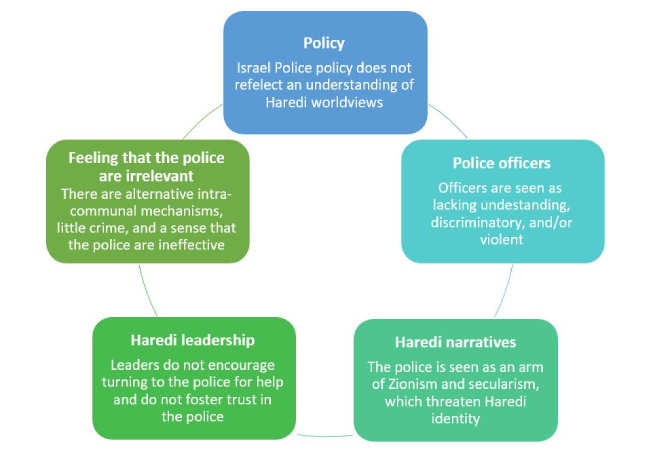 Policy
Israel Police policy does not
refelect an understanding of
Haredi worldviews
Police officers
Officers are seen as
lacking undestanding,
discriminatory, and/or
violent
Haredi narratives
The police is seen as an arm
of Zionism and secularism,
which threaten Haredi
identity
Haredi leadership
Leaders do not encourage
turning to the police for help
and do not foster trust in
the police
Feeling that the police
are irrelevant
There are alternative intra-
communal mechanisms,
little crime, and a sense that
the police are ineffective